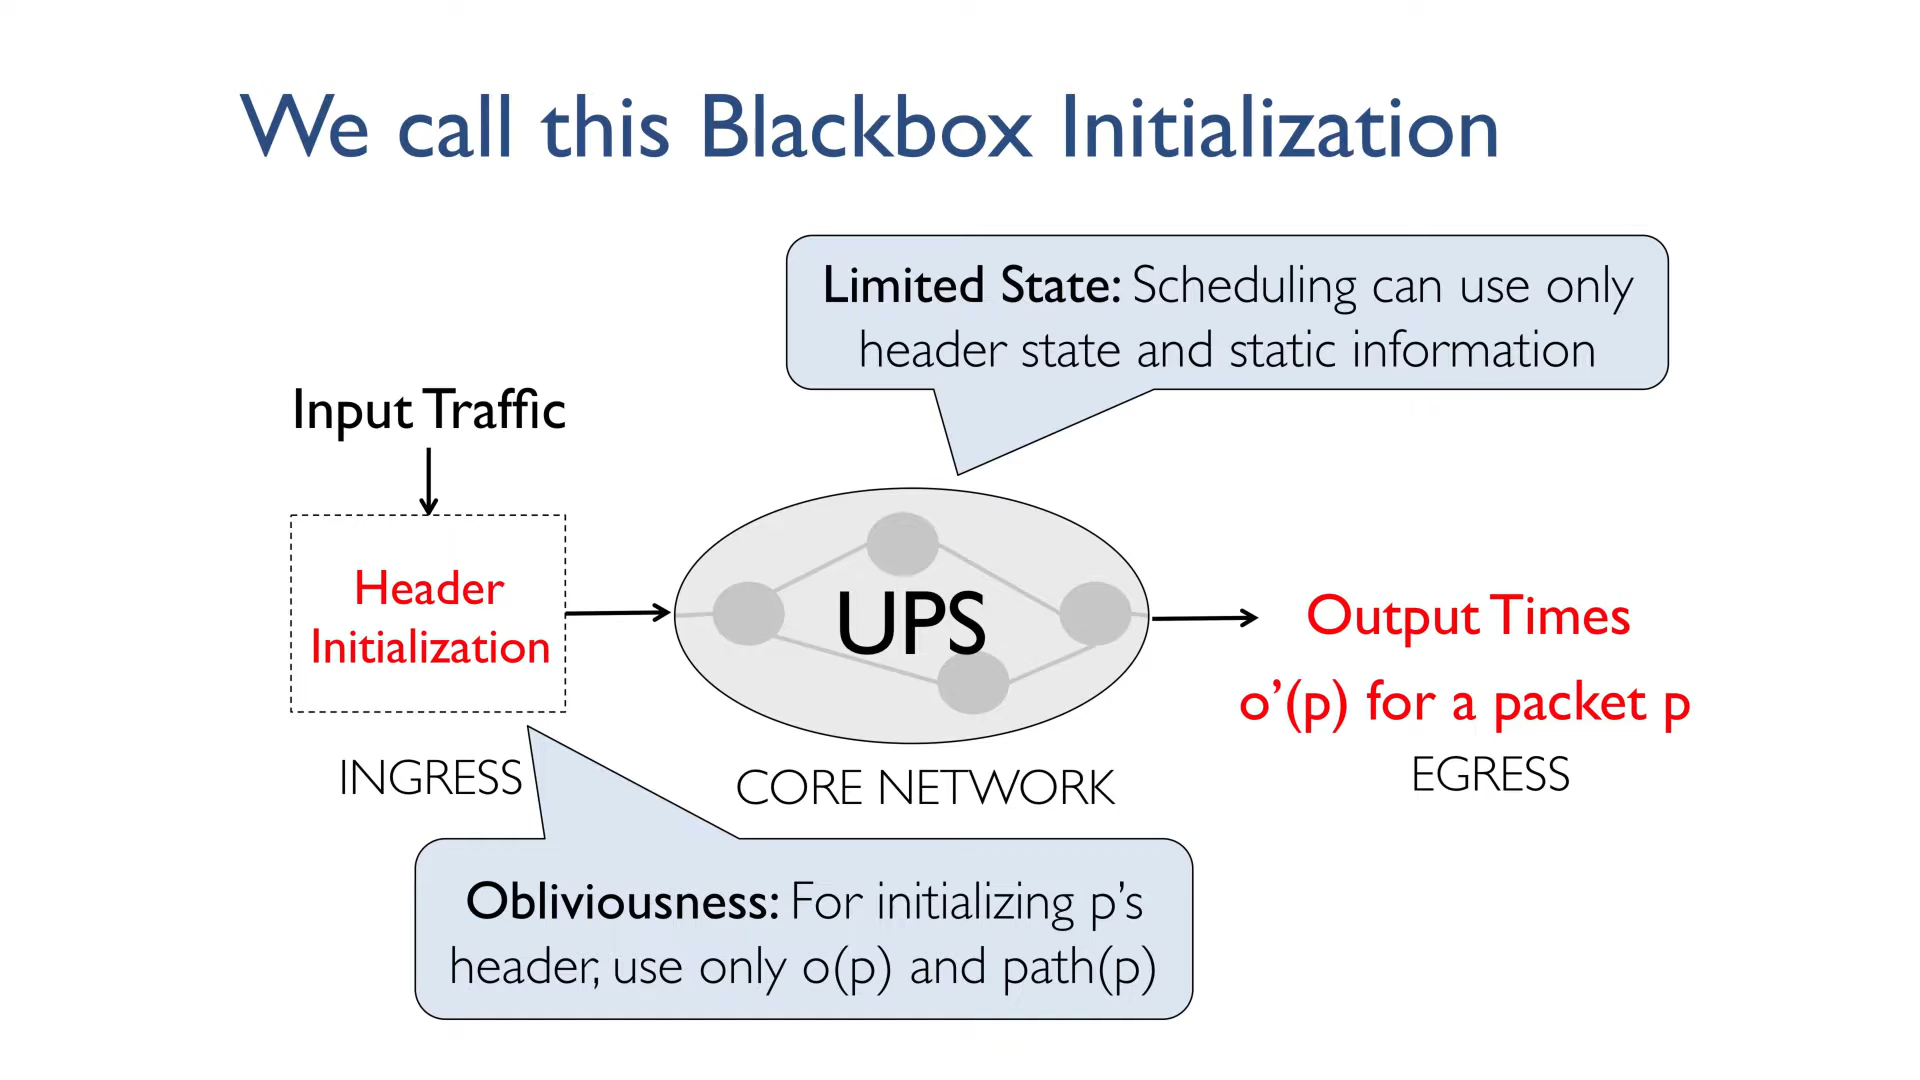 We call this Blackbox Initialization
Limited State: Scheduling can use only
header state and static information
Input Traffic
Header
Initialization
UPS
Output Times
o’(p) for a packet p
INGRESS
CORE NETWORK
EGRESS
Obliviousness: For initializing p’s
header, use only o(p) and path(p)